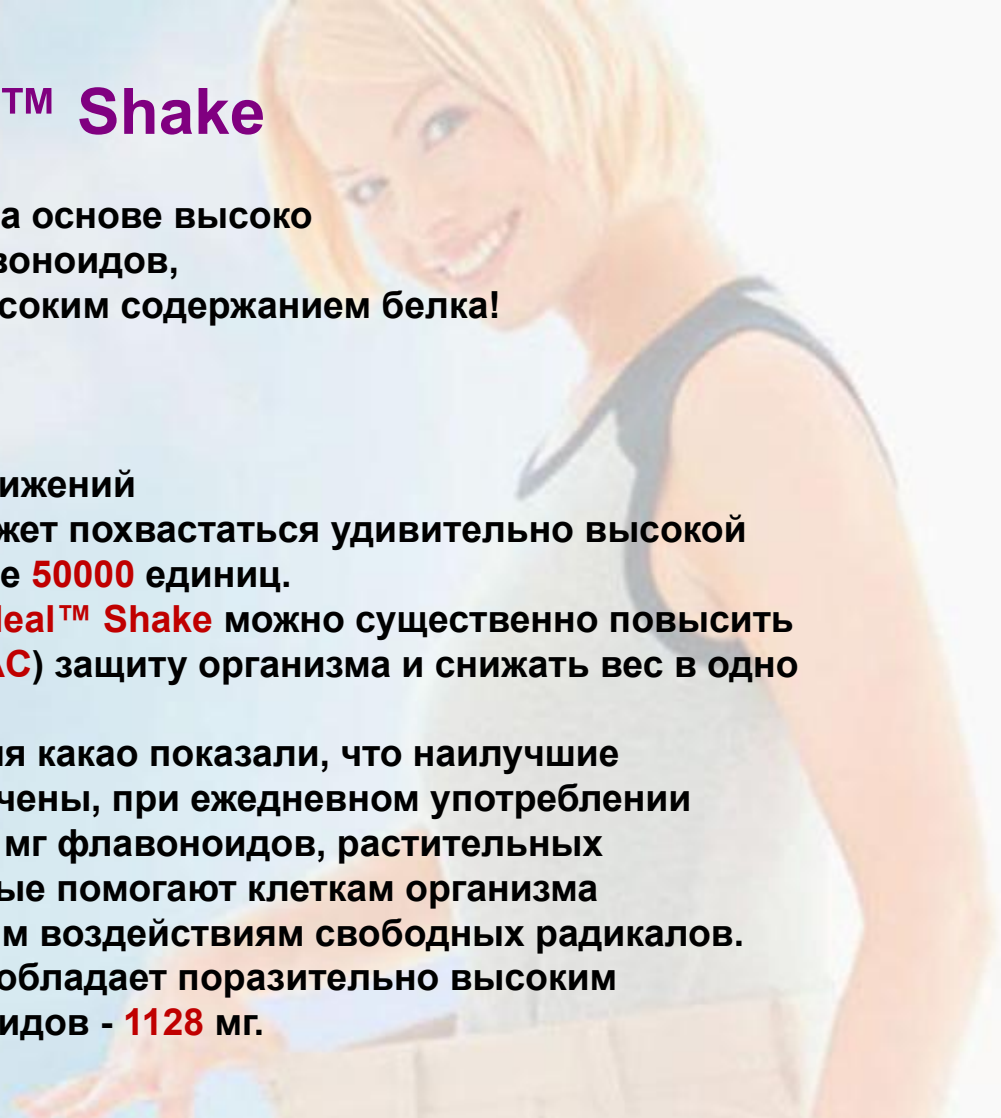 ™ Shake
а основе высоко
воноидов,
соким содержанием белка!
ижений
жет похвастаться удивительно высокой
е 50000 единиц.
eal™ Shake можно существенно повысить
АС) защиту организма и снижать вес в одно
ия какао показали, что наилучшие
чены, при ежедневном употреблении
мг флавоноидов, растительных
ые помогают клеткам организма
м воздействиям свободных радикалов.
обладает поразительно высоким
идов - 1128 мг.